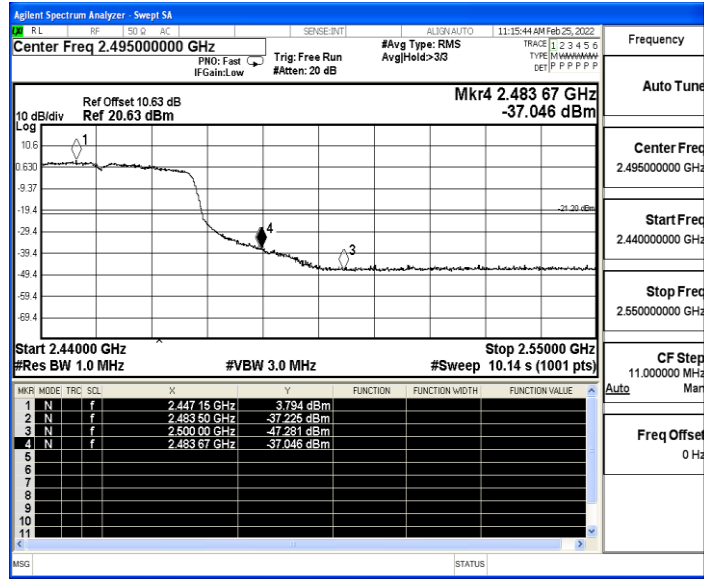 Agilent Spectrum Analyzer - Swept SA
RL RF 50 Ω AC SENSE:INT ALIGN AUTO 11:15:44 AM Feb 25, 2022
Center Freq 2.495000000 GHz
PNO: Fast
IFGain:Low
Trig: Free Run
#Atten: 20 dB
#Avg Type: RMS
Avg|Hold:>3/3
TRACE 1 2 3 4 5 6
TYPE MWWWWW
DET P P P P P P
Frequency
Auto Tune
Center Freq
2.495000000 GHz
Start Freq
2.440000000 GHz
Stop Freq
2.550000000 GHz
CF Step
11.000000 MHz
Auto Man
Freq Offset
0 Hz
Mkr4 2.483 67 GHz
-37.046 dBm
Ref Offset 10.63 dB
10 dB/div Ref 20.63 dBm
Log
10.6
0.630
-9.37
-19.4
-29.4
-39.4
-49.4
-59.4
-69.4
1
4
3
-21.20 dBm
Start 2.44000 GHz Stop 2.55000 GHz
#Res BW 1.0 MHz #VBW 3.0 MHz #Sweep 10.14 s (1001 pts)
MKR MODE TRC SCL X Y FUNCTION FUNCTION WIDTH FUNCTION VALUE
1 N f 2.447 15 GHz 3.794 dBm
2 N f 2.483 50 GHz -37.225 dBm
3 N f 2.500 00 GHz -47.281 dBm
4 N f 2.483 67 GHz -37.046 dBm
5
6
7
8
9
10
11
MSG STATUS